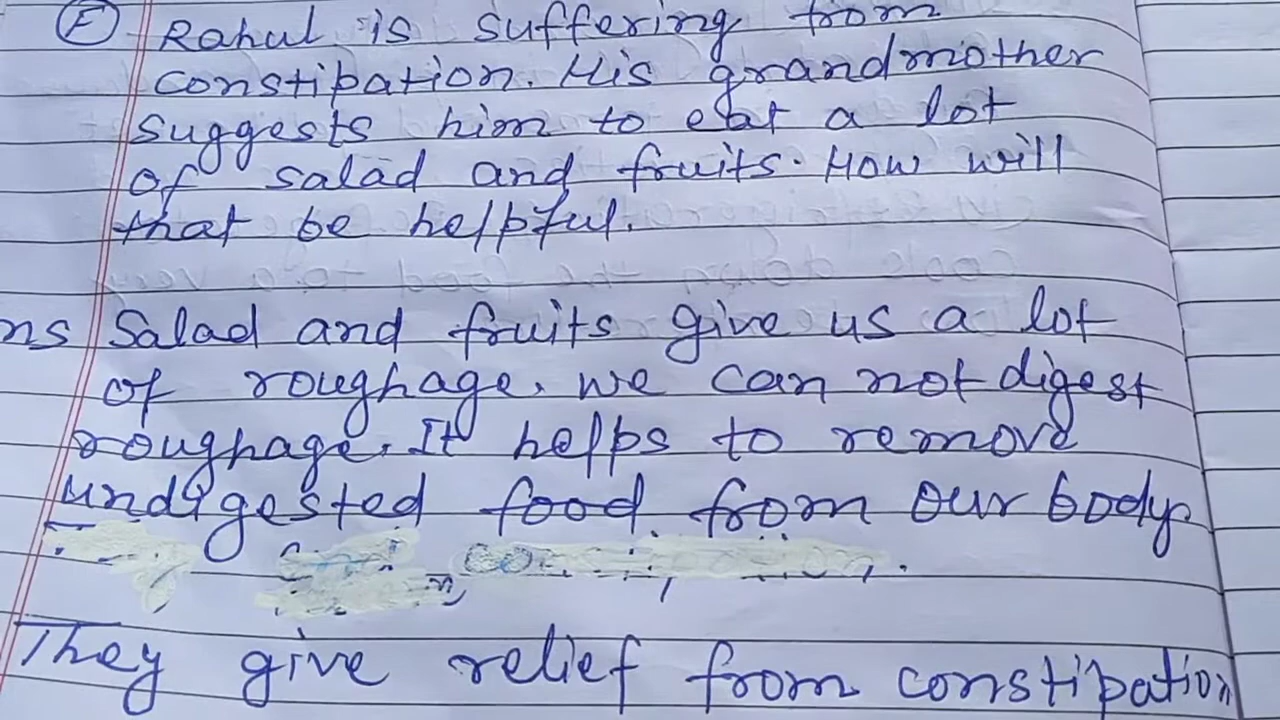 F Rahul is suffering from
constipation. His grandmother
suggests him to eat a lot
of salad and fruits. How will
that be helpful.
ns Salad and fruits give us a lot
of roughage. we can not digest
roughage. It helps to remove
undigested food from our body.
They give relief from constipation